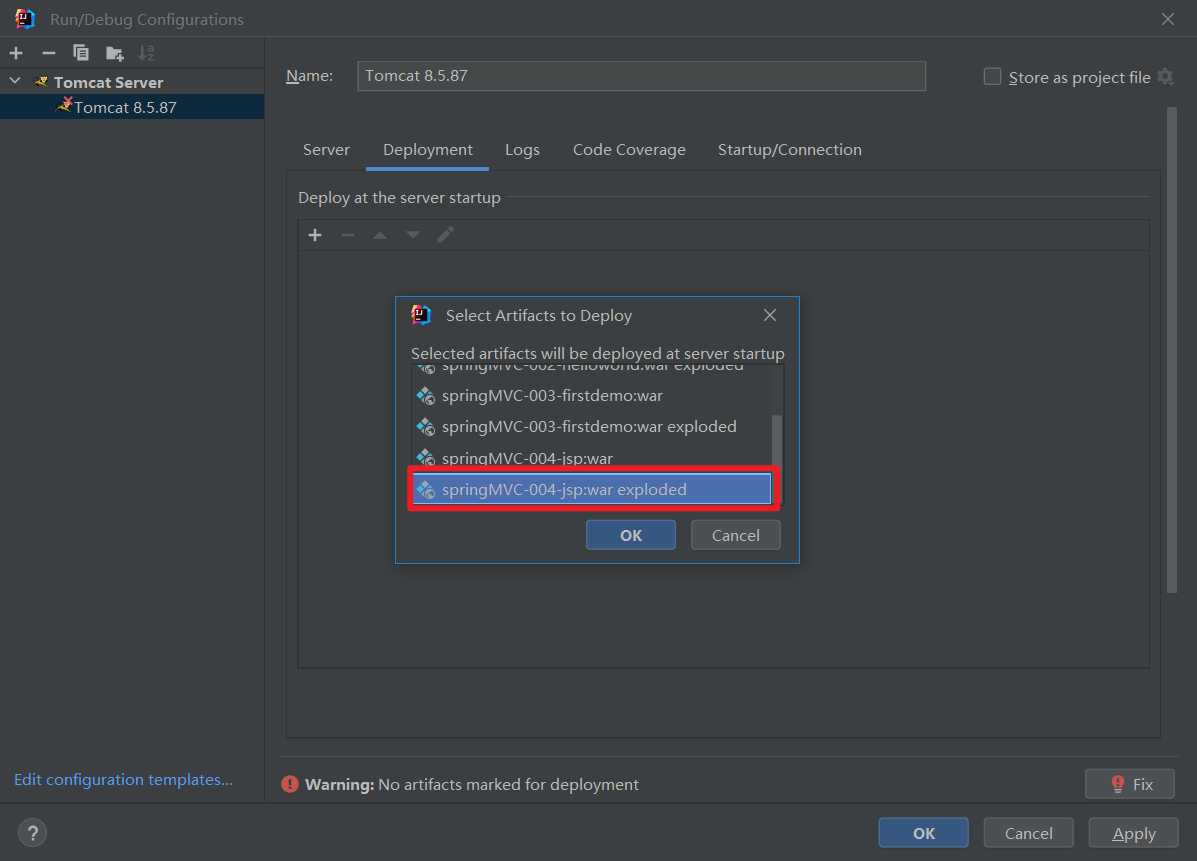 Run/Debug Configurations
Tomcat Server
Tomcat 8.5.87
Name:
Tomcat 8.5.87
Store as project file
Server
Deployment
Logs
Code Coverage
Startup/Connection
Deploy at the server startup
Select Artifacts to Deploy
Selected artifacts will be deployed at server startup
springMVC-002-helloworld:war exploded
springMVC-003-firstdemo:war
springMVC-003-firstdemo:war exploded
springMVC-004-jsp:war
springMVC-004-jsp:war exploded
OK
Cancel
Edit configuration templates...
Warning: No artifacts marked for deployment
Fix
?
OK
Cancel
Apply